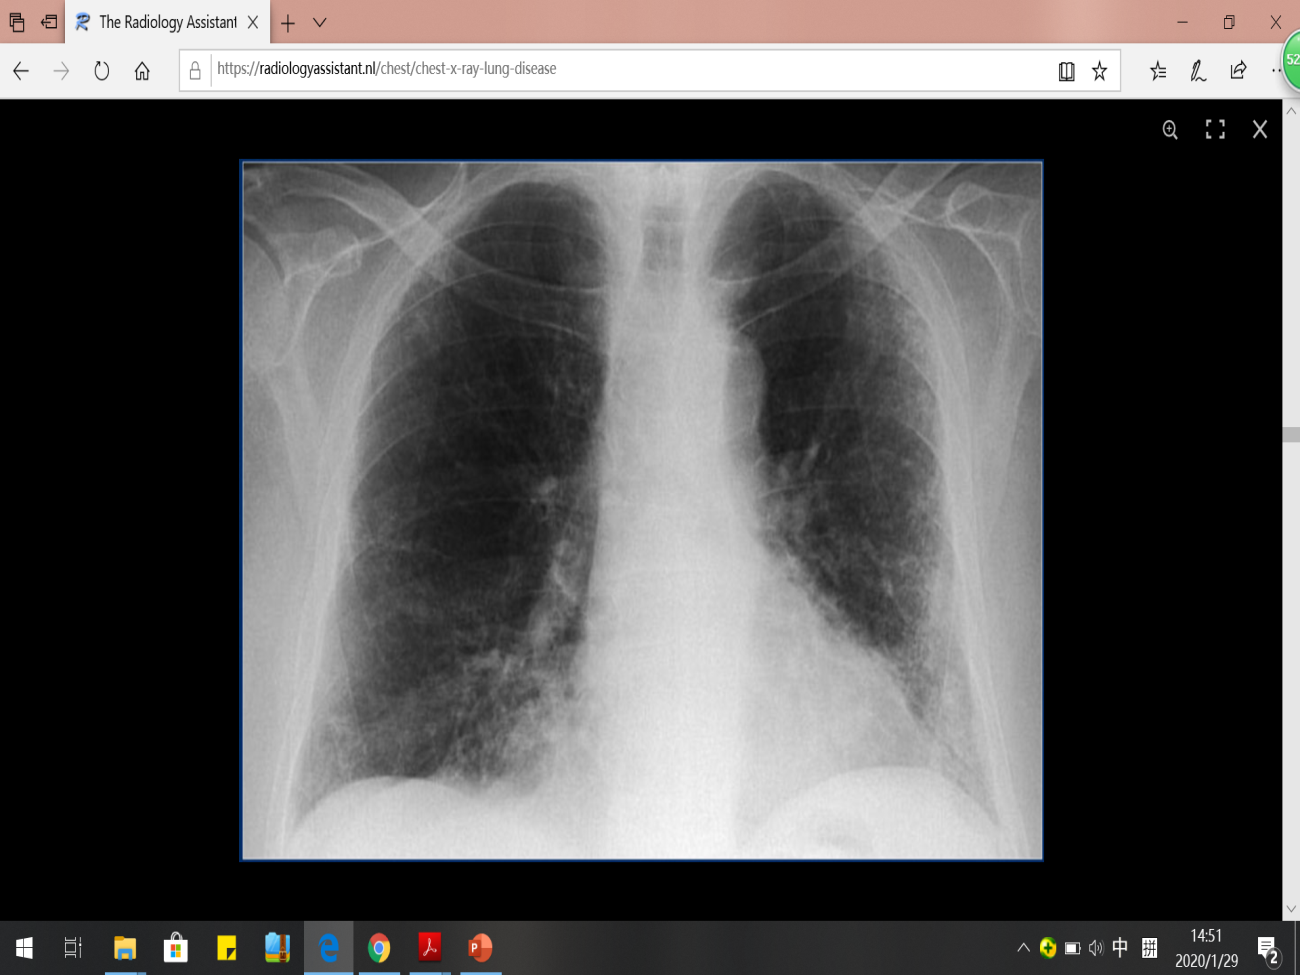 The Radiology Assistant
52
https://radiologyassistant.nl/chest/chest-x-ray-lung-disease
P
中
拼
14:51
2020/1/29
2